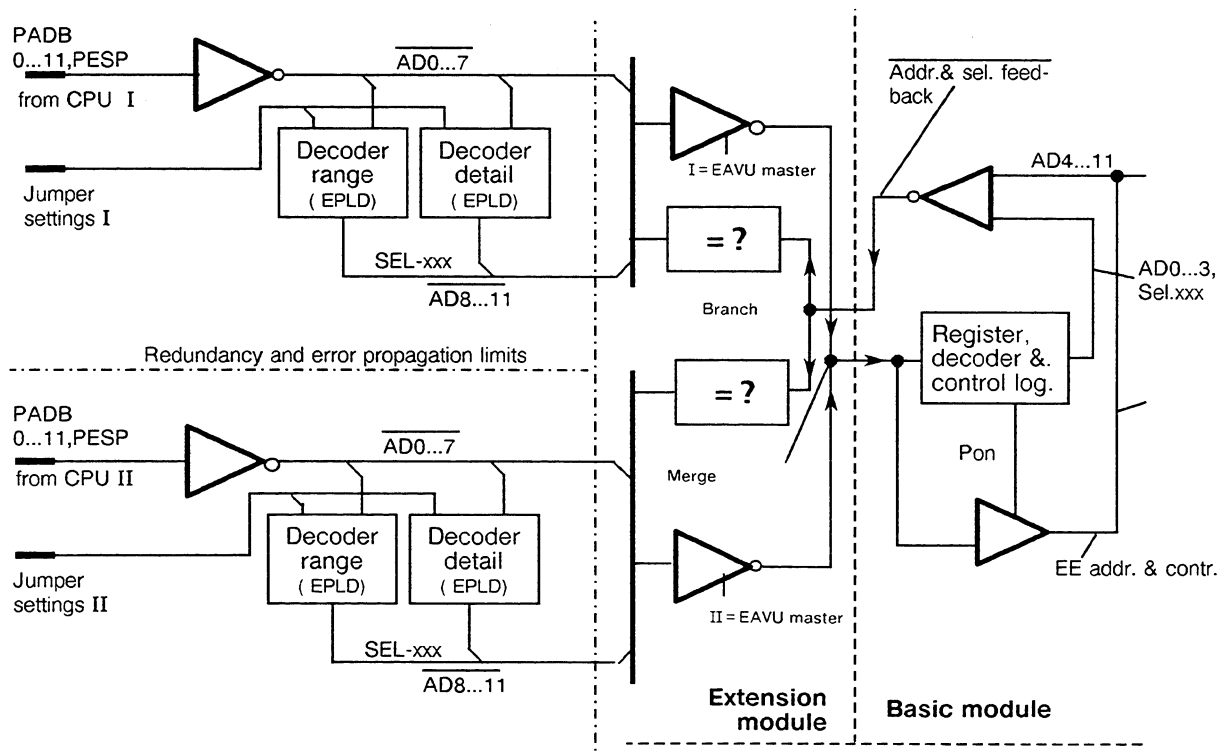 PADB
0...11,PESP
from CPU I
Jumper
settings I
AD0...7
Decoder
range
( EPLD)
Decoder
detail
( EPLD)
SEL-xxx
AD8...11
I = EAVU master
= ?
Branch
Addr.& sel. feed-
back
AD4...11
AD0...3,
Sel.xxx
Register,
decoder &.
control log.
Pon
EE addr. & contr.
Redundancy and error propagation limits
PADB
0...11,PESP
from CPU II
Jumper
settings II
AD0...7
Decoder
range
( EPLD)
Decoder
detail
( EPLD)
SEL-xxx
AD8...11
= ?
Merge
II = EAVU master
Extension
module
Basic module